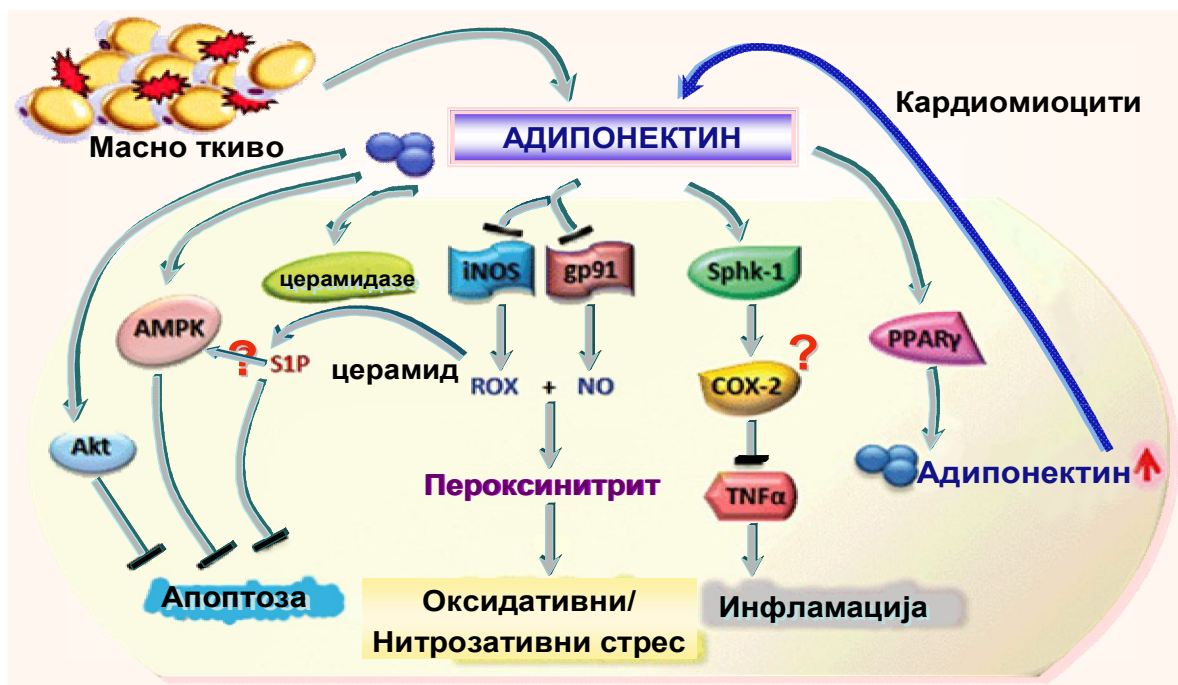 Кардиомиоцити
АДИПОНЕКТИН
Масно ткиво
церамидазе
iNOS
gp91
Sphk-1
AMPK
?
S1P
церамид
ROX + NO
?
COX-2
PPARγ
Akt
Пероксинитрит
TNFα
Адипонектин
Апоптоза
Оксидативни/
Нитрозативни стрес
Инфламација